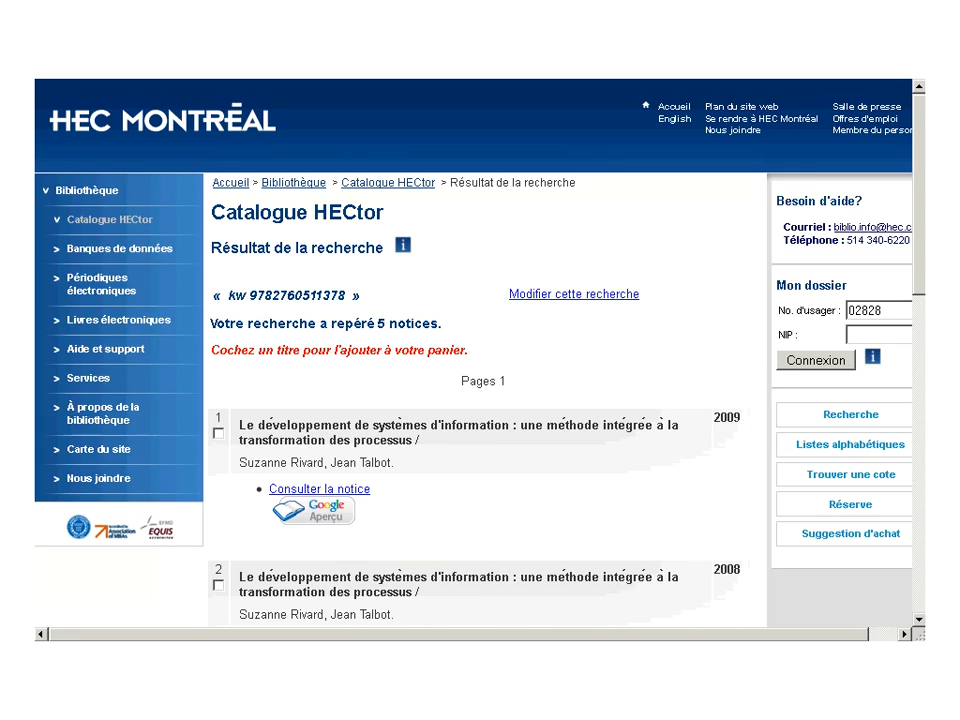 HEC MONTRÉAL
Accueil
English
Plan du site web
Se rendre à HEC Montréal
Nous joindre
Salle de presse
Offres d'emploi
Membre du person
Bibliothèque
Catalogue HECtor
Banques de données
Périodiques
électroniques
Livres électroniques
Aide et support
Services
À propos de la
bibliothèque
Carte du site
Nous joindre
EFMD
EQUIS
Accueil > Bibliothèque > Catalogue HECtor > Résultat de la recherche
Catalogue HECtor
Résultat de la recherche i
« kw 9782760511378 »
Modifier cette recherche
Votre recherche a repéré 5 notices.
Cochez un titre pour l'ajouter à votre panier.
Pages 1
1
Le développement de systèmes d'information : une méthode intégrée à la
transformation des processus /
2009
Suzanne Rivard, Jean Talbot.
• Consulter la notice
Google
Aperçu
2
Le développement de systèmes d'information : une méthode intégrée à la
transformation des processus /
2008
Suzanne Rivard, Jean Talbot.
Besoin d'aide?
Courriel : biblio.info@hec.c
Téléphone : 514 340-6220
Mon dossier
No. d'usager : 02828
NIP :
Connexion i
Recherche
Listes alphabétiques
Trouver une cote
Réserve
Suggestion d'achat